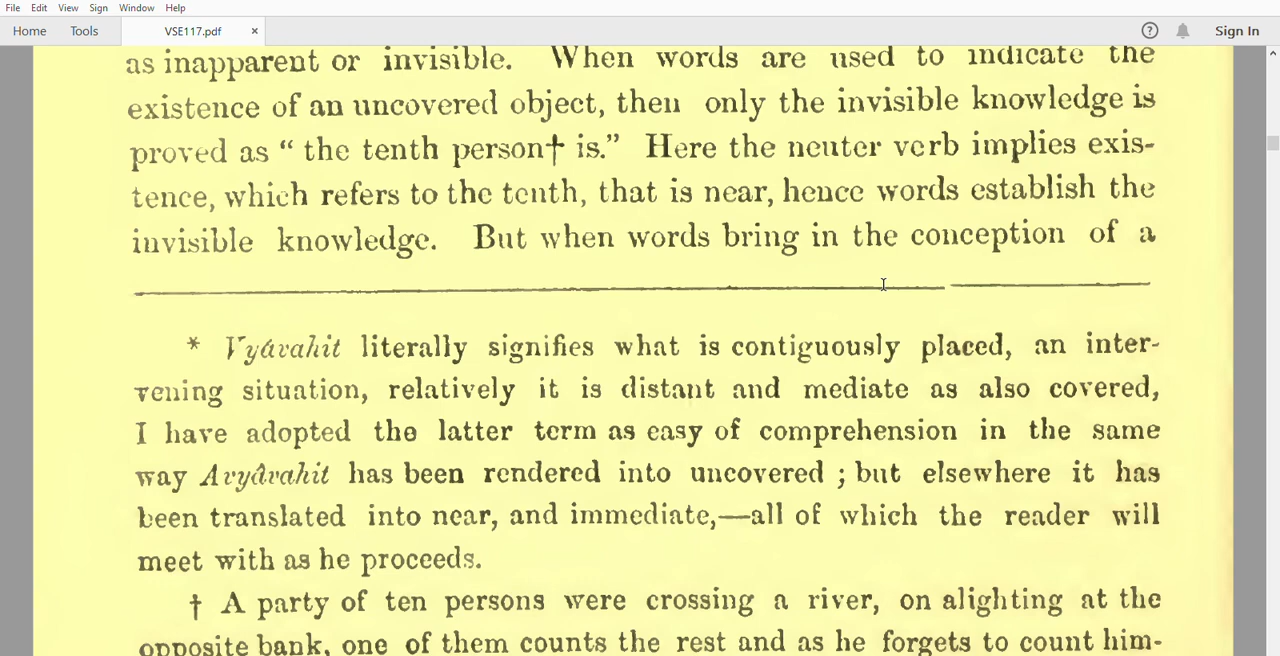 File Edit View Sign Window Help
Home Tools VSE117.pdf × ? Sign In
as inapparent or invisible. When words are used to indicate the
existence of an uncovered object, then only the invisible knowledge is
proved as “ the tenth person† is.” Here the neuter verb implies exis-
tence, which refers to the tenth, that is near, hence words establish the
invisible knowledge. But when words bring in the conception of a
* Vyávahit literally signifies what is contiguously placed, an inter-
vening situation, relatively it is distant and mediate as also covered,
I have adopted the latter term as easy of comprehension in the same
way Avyâvahit has been rendered into uncovered ; but elsewhere it has
been translated into near, and immediate,—all of which the reader will
meet with as he proceeds.
† A party of ten persons were crossing a river, on alighting at the
opposite bank, one of them counts the rest and as he forgets to count him-